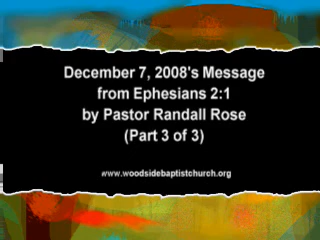 December 7, 2008's Message
from Ephesians 2:1
by Pastor Randall Rose
(Part 3 of 3)
www.woodsidebaptistchurch.org